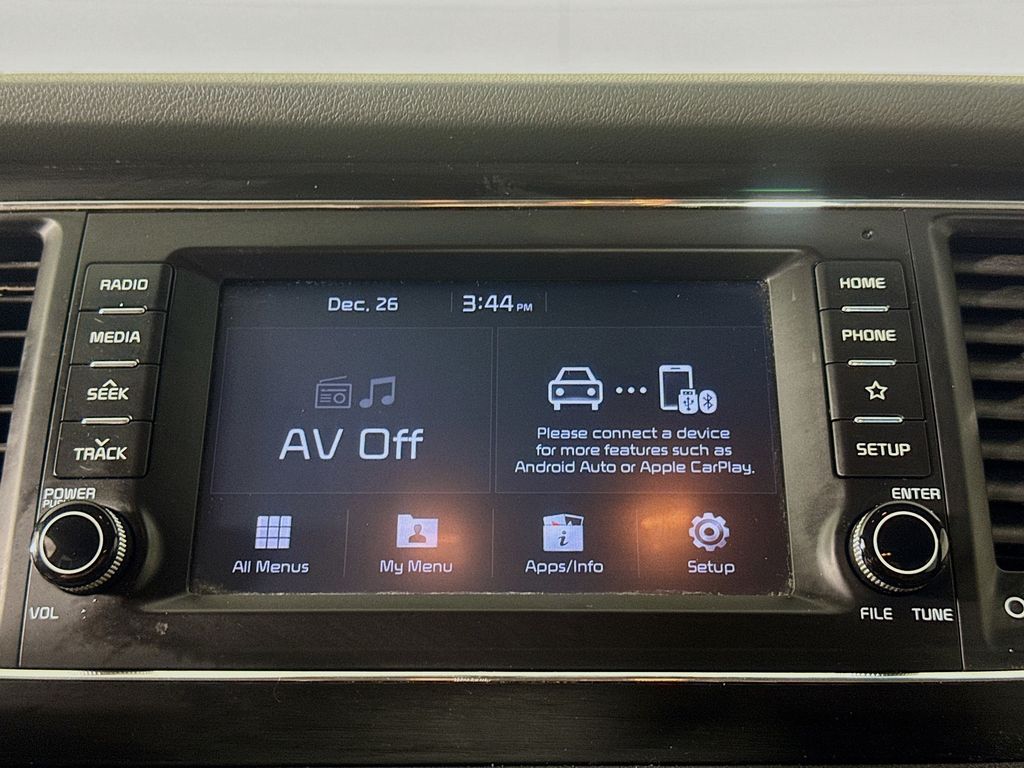 RADIO
MEDIA
SEEK
TRACK
POWER
VOL
Dec. 26
3:44 PM
AV Off
Please connect a device
for more features such as
Android Auto or Apple CarPlay.
All Menus
My Menu
Apps/Info
Setup
HOME
PHONE
SETUP
ENTER
FILE TUNE